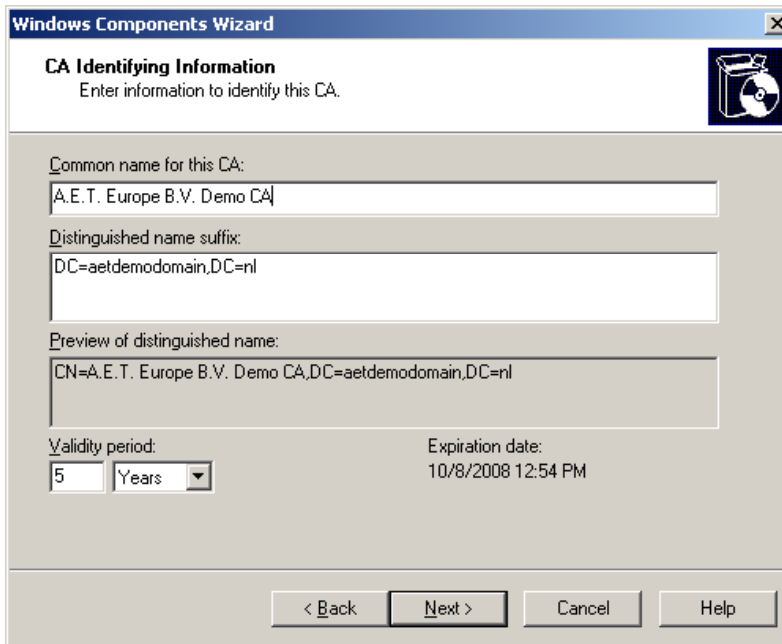 Windows Components Wizard
CA Identifying Information
Enter information to identify this CA.
Common name for this CA:
A.E.T. Europe B.V. Demo CA
Distinguished name suffix:
DC=aetdemodomain,DC=nl
Preview of distinguished name:
CN=A.E.T. Europe B.V. Demo CA,DC=aetdemodomain,DC=nl
Validity period:
Expiration date:
5 Years
10/8/2008 12:54 PM
< Back Next > Cancel Help